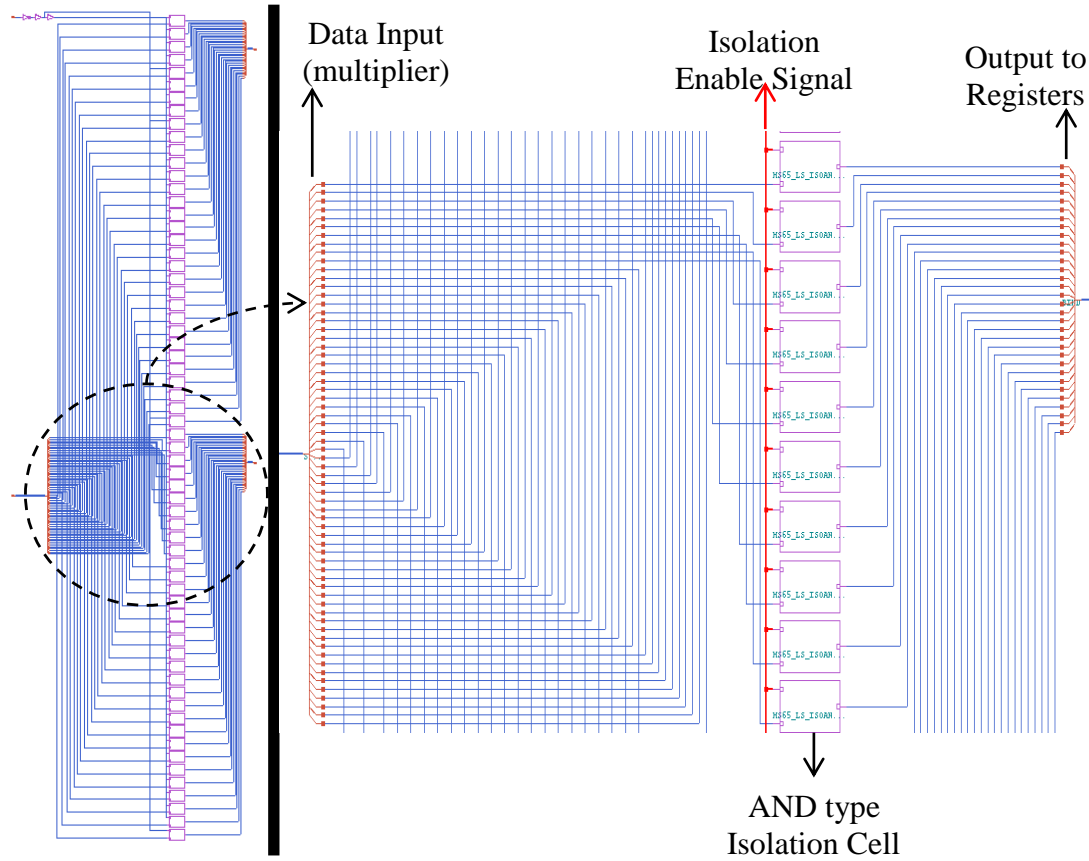 Data Input
(multiplier)
Isolation
Enable Signal
Output to
Registers
MS65_LS_ISOAN...
MS65_LS_ISOAN...
MS65_LS_ISOAN...
MS65_LS_ISOAN...
MS65_LS_ISOAN...
MS65_LS_ISOAN...
MS65_LS_ISOAN...
MS65_LS_ISOAN...
MS65_LS_ISOAN...
MS65_LS_ISOAN...
AND type
Isolation Cell